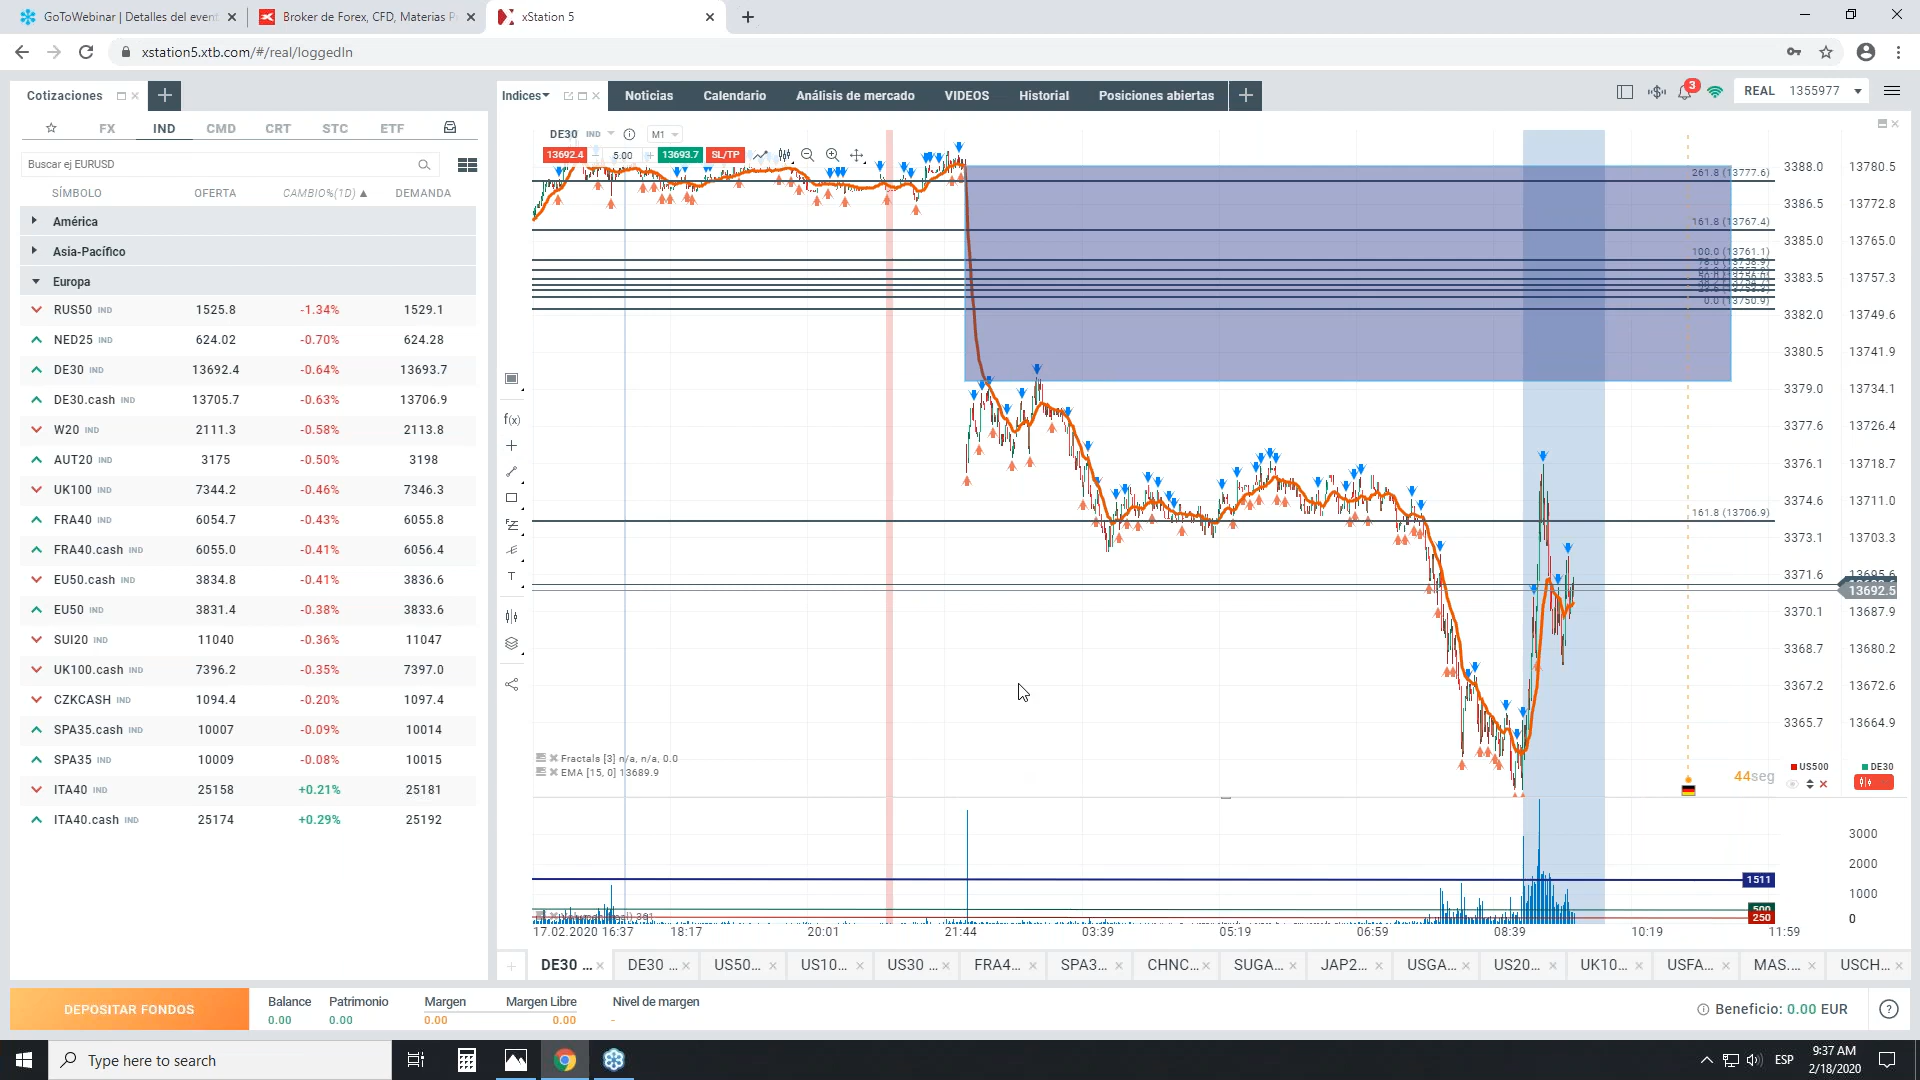 GoToWebinar | Detalles del event
Broker de Forex, CFD, Materias P
xStation 5
xstation5.xtb.com/#/real/loggedIn
Cotizaciones
Indices
Noticias
Calendario
Análisis de mercado
VIDEOS
Historial
Posiciones abiertas
3
REAL 1355977
FX IND CMD CRT STC ETF
Buscar ej EURUSD
SÍMBOLO OFERTA CAMBIO%(1D) DEMANDA
América
Asia-Pacífico
Europa
RUS50 IND 1525.8 -1.34% 1529.1
NED25 IND 624.02 -0.70% 624.28
DE30 IND 13692.4 -0.64% 13693.7
DE30.cash IND 13705.7 -0.63% 13706.9
W20 IND 2111.3 -0.58% 2113.8
AUT20 IND 3175 -0.50% 3198
UK100 IND 7344.2 -0.46% 7346.3
FRA40 IND 6054.7 -0.43% 6055.8
FRA40.cash IND 6055.0 -0.41% 6056.4
EU50.cash IND 3834.8 -0.41% 3836.6
EU50 IND 3831.4 -0.38% 3833.6
SUI20 IND 11040 -0.36% 11047
UK100.cash IND 7396.2 -0.35% 7397.0
CZKCASH IND 1094.4 -0.20% 1097.4
SPA35.cash IND 10007 -0.09% 10014
SPA35 IND 10009 -0.08% 10015
ITA40 IND 25158 +0.21% 25181
ITA40.cash IND 25174 +0.29% 25192
DE30 IND M1
13692.4 5.00 13693.7 SL/TP
261.8 (13777.6)
161.8 (13767.4)
100.0 (13761.1)
0.0 (13750.9)
161.8 (13706.9)
3388.0 13780.5
3386.5 13772.8
3385.0 13765.0
3383.5 13757.3
3382.0 13749.6
3380.5 13741.9
3379.0 13734.1
3377.6 13726.4
3376.1 13718.7
3374.6 13711.0
3373.1 13703.3
3371.6 13695.6
13692.5
3370.1 13687.9
3368.7 13680.2
3367.2 13672.6
3365.7 13664.9
f(x)
T
Fractals [3] n/a, n/a, 0.0
EMA [15, 0] 13689.9
44seg
US500 DE30
3000
2000
1511
1000
500
250
0
17.02.2020 16:37 18:17 20:01 21:44 03:39 05:19 06:59 08:39 10:19 11:59
DE30 ... DE30 ... US50... US10... US30 ... FRA4... SPA3... CHNC... SUGA... JAP2... USGA... US20... UK10... USFA... MAS.... USCH...
DEPOSITAR FONDOS
Balance Patrimonio Margen Margen Libre Nivel de margen
0.00 0.00 0.00 0.00 -
Beneficio: 0.00 EUR
?
Type here to search
ESP
9:37 AM
2/18/2020